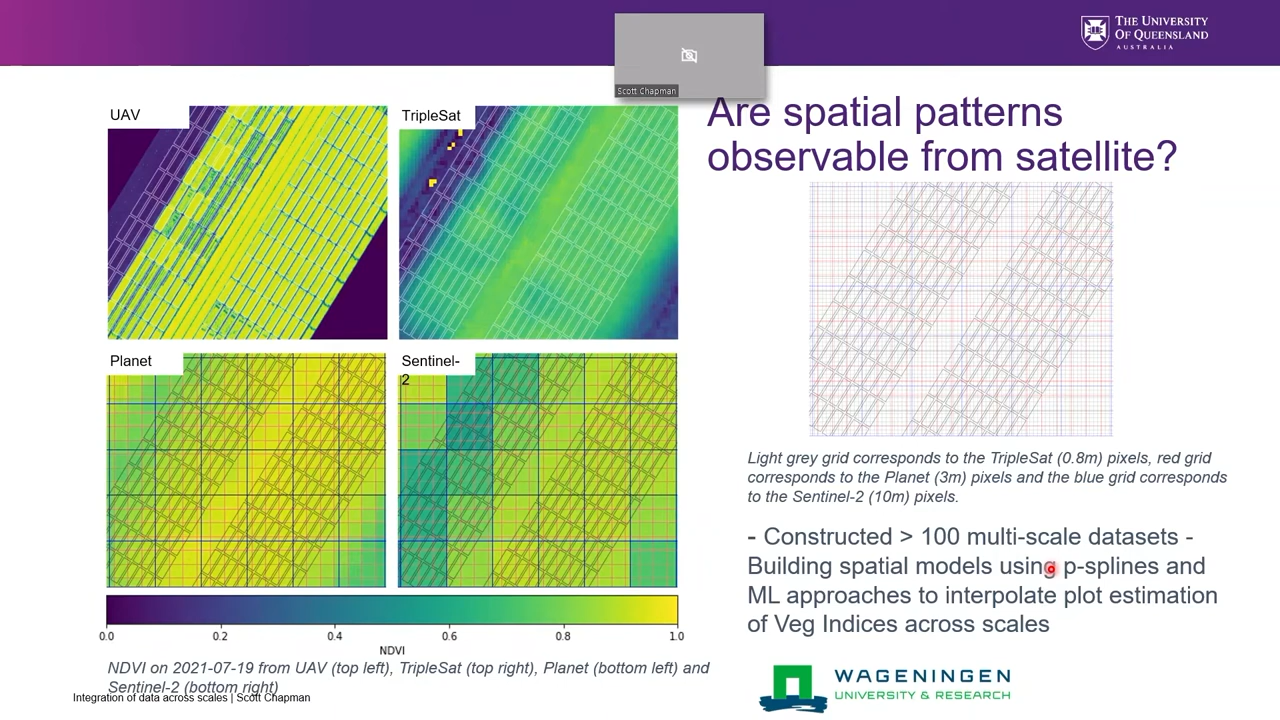 THE UNIVERSITY
OF QUEENSLAND
AUSTRALIA
Scott Chapman
Are spatial patterns
observable from satellite?
UAV
TripleSat
Planet
Sentinel-
2
0.0 0.2 0.4 0.6 0.8 1.0
NDVI
NDVI on 2021-07-19 from UAV (top left), TripleSat (top right), Planet (bottom left) and
Sentinel-2 (bottom right)
Integration of data across scales | Scott Chapman
Light grey grid corresponds to the TripleSat (0.8m) pixels, red grid
corresponds to the Planet (3m) pixels and the blue grid corresponds
to the Sentinel-2 (10m) pixels.
- Constructed > 100 multi-scale datasets -
Building spatial models using p-splines and
ML approaches to interpolate plot estimation
of Veg Indices across scales
WAGENINGEN
UNIVERSITY & RESEARCH